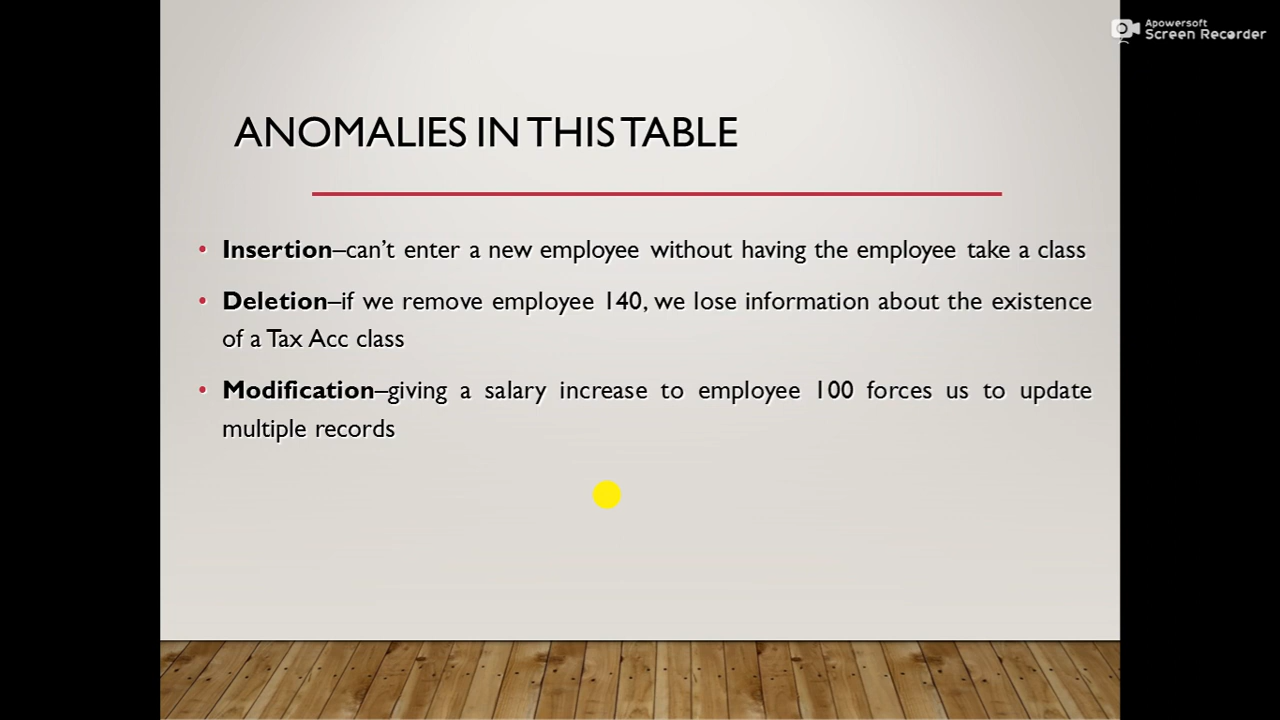 Apowersoft
Screen Recorder
ANOMALIES IN THIS TABLE
• Insertion–can't enter a new employee without having the employee take a class
• Deletion–if we remove employee 140, we lose information about the existence
of a Tax Acc class
• Modification–giving a salary increase to employee 100 forces us to update
multiple records